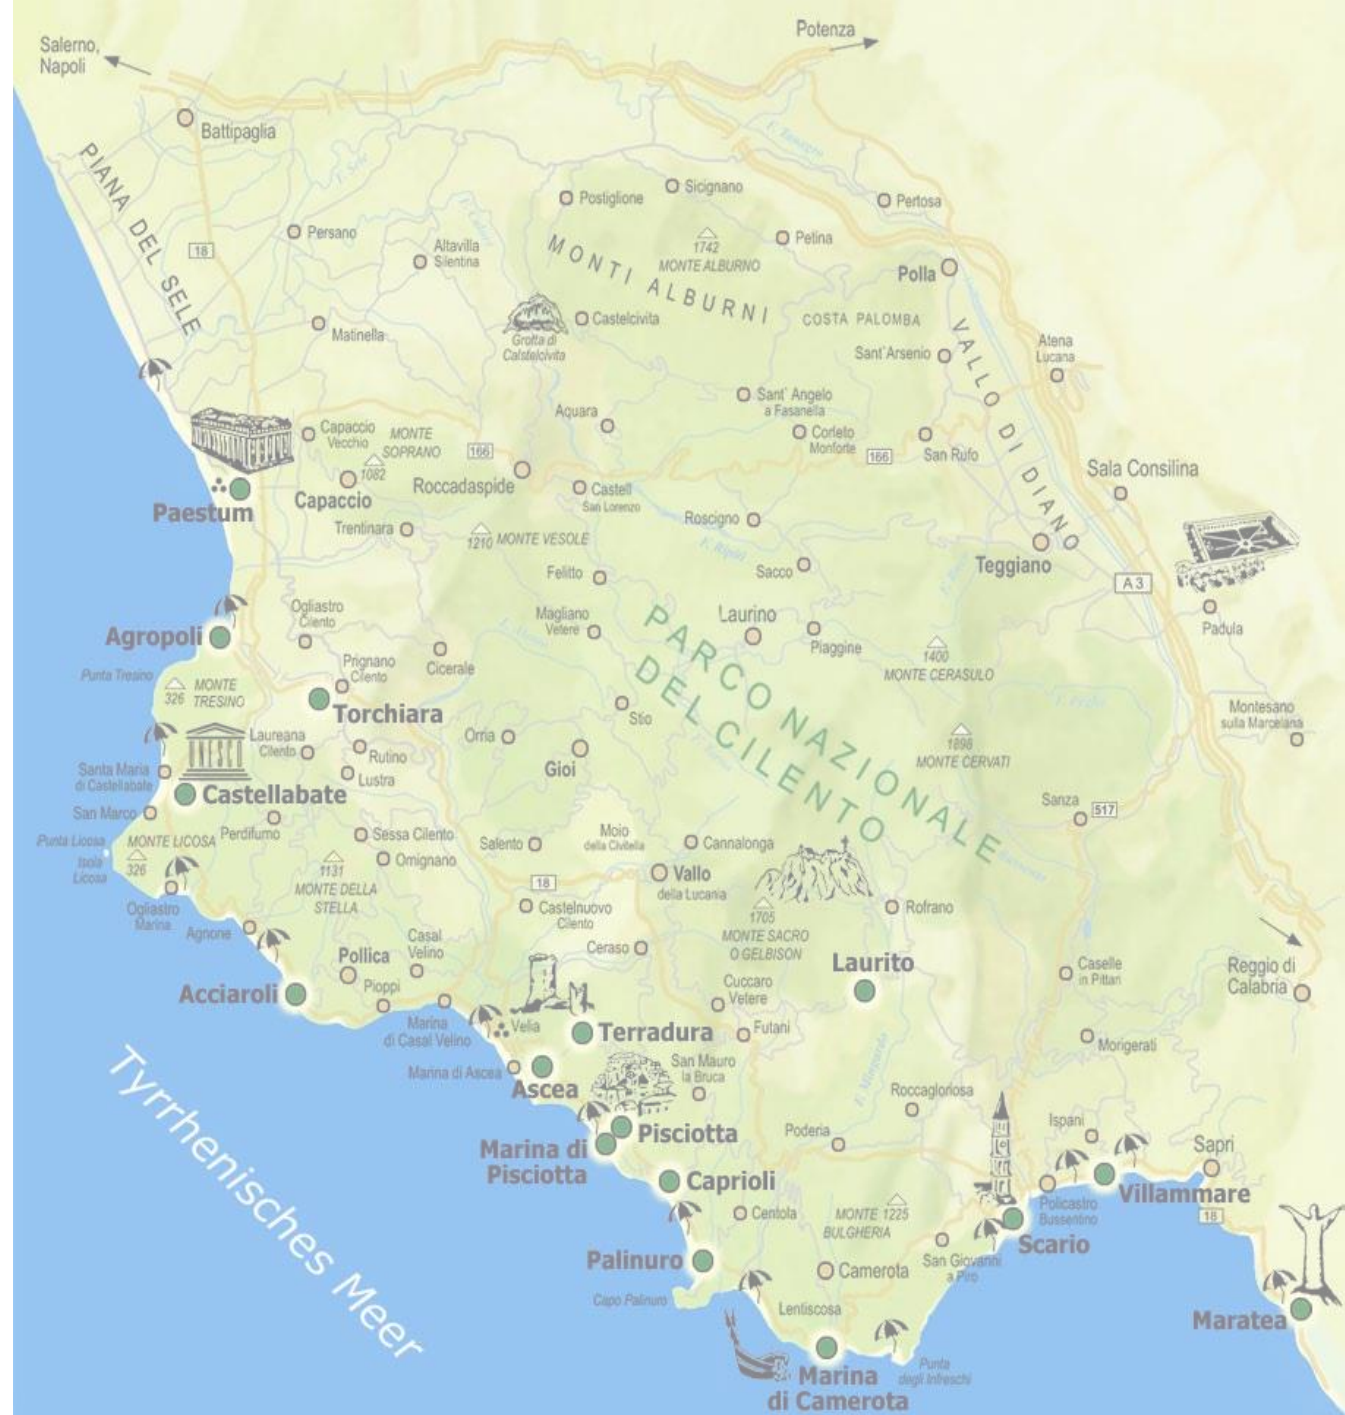 Salerno,
Napoli
Potenza
Battipaglia
F. Sele
F. Tanagro
PIANA DEL SELE
Postiglione
Sicignano
Pertosa
Persano
18
Altavilla
Silentina
MONTI ALBURNI
1742
MONTE ALBURNO
Petina
Polla
Matinella
Grotta di
Calstelcivita
Castelcivita
COSTA PALOMBA
VALLO DI DIANO
Sant'Arsenio
Atena
Lucana
Sant' Angelo
a Fasanella
Aquara
Capaccio
Vecchio
MONTE
SOPRANO
1082
166
Corleto
Monforte
166
San Rufo
Sala Consilina
Roccadaspide
Castell
San Lorenzo
Capaccio
Paestum
Trentinara
1210 MONTE VESOLE
Roscigno
F. Ripiti
Teggiano
Felitto
Sacco
A 3
Padula
Ogliastro
Cilento
Magliano
Vetere
Laurino
Piaggine
Agropoli
Punta Tresino
326
MONTE
TRESINO
Prignano
Cilento
Cicerale
1400
MONTE CERASULO
PARCO NAZIONALE
DEL CILENTO
Torchiara
Stio
Montesano
sulla Marcelana
Laureana
Cilento
Rutino
Orria
Gioi
1898
MONTE CERVATI
Lustra
Santa Maria
di Castellabate
Castellabate
San Marco
Perdifumo
Sanza
517
Punta Licosa
MONTE LICOSA
326
Isola
Licosa
Sessa Cilento
Omignano
Salento
Moio
della Civitella
Cannalonga
1131
MONTE DELLA
STELLA
18
Vallo
della Lucania
Ogliastro
Marina
Agnone
Castelnuovo
Cilento
1705
MONTE SACRO
O GELBISON
Rofrano
Casal
Velino
Pollica
Ceraso
Laurito
Caselle
in Pittari
Reggio di
Calabria
Acciaroli
Pioppi
Cuccaro
Vetere
Marina
di Casal Velino
Velia
Terradura
Futani
Morigerati
Marina di Ascea
Ascea
San Mauro
la Bruca
Roccagloriosa
Tyrrhenisches Meer
Pisciotta
Marina di
Pisciotta
Poderia
Ispani
Sapri
Caprioli
Villammare
Policastro
Bussentino
18
Centola
MONTE 1225
BULGHERIA
Scario
Palinuro
San Giovanni
a Piro
Camerota
Capo Palinuro
Lentiscosa
Maratea
Punta
degli Infreschi
Marina
di Camerota